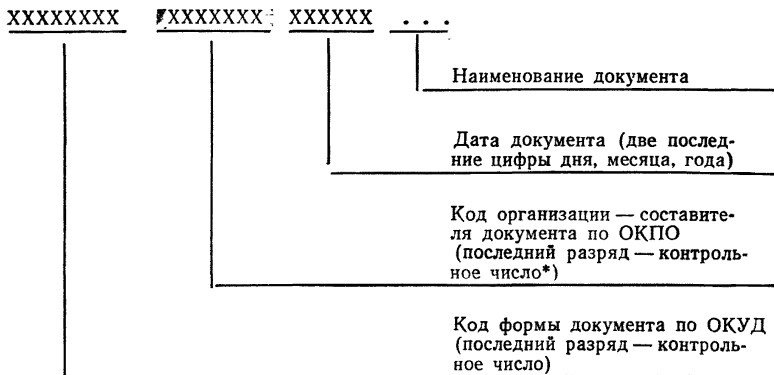 XXXXXXXX XXXXXXXX XXXXXX ...
Наименование документа
Дата документа (две послед-
ние цифры дня, месяца, года)
Код организации — составите-
ля документа по ОКПО
(последний разряд — контроль-
ное число*)
Код формы документа по ОКУД
(последний разряд — контроль-
ное число)